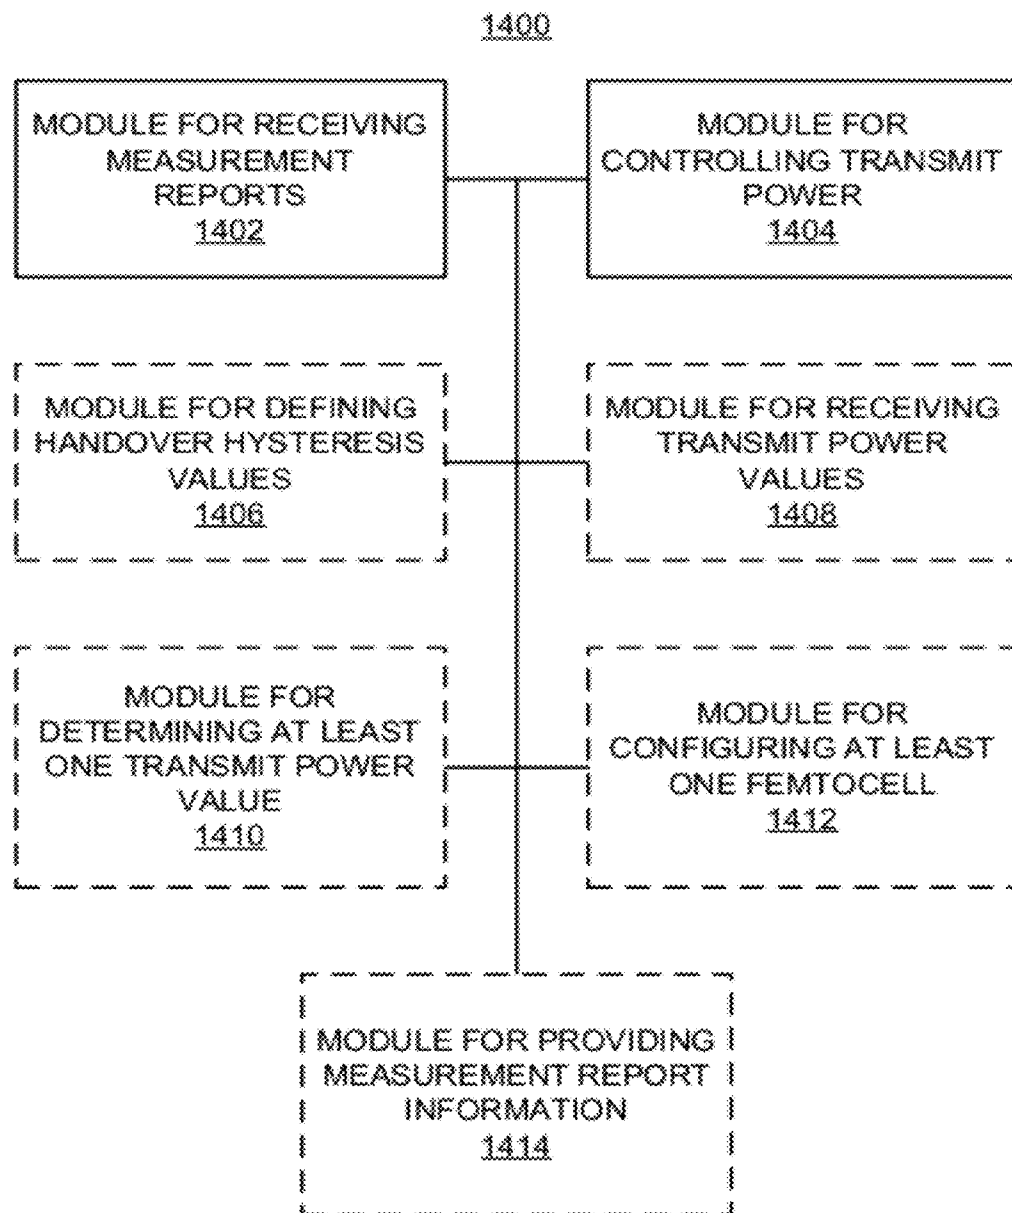 1400
MODULE FOR RECEIVING
MEASUREMENT
REPORTS
1402
MODULE FOR
CONTROLLING TRANSMIT
POWER
1404
MODULE FOR DEFINING
HANDOVER HYSTERESIS
VALUES
1406
MODULE FOR RECEIVING
TRANSMIT POWER
VALUES
1408
MODULE FOR
DETERMINING AT LEAST
ONE TRANSMIT POWER
VALUE
1410
MODULE FOR
CONFIGURING AT LEAST
ONE FEMTOCELL
1412
MODULE FOR PROVIDING
MEASUREMENT REPORT
INFORMATION
1414